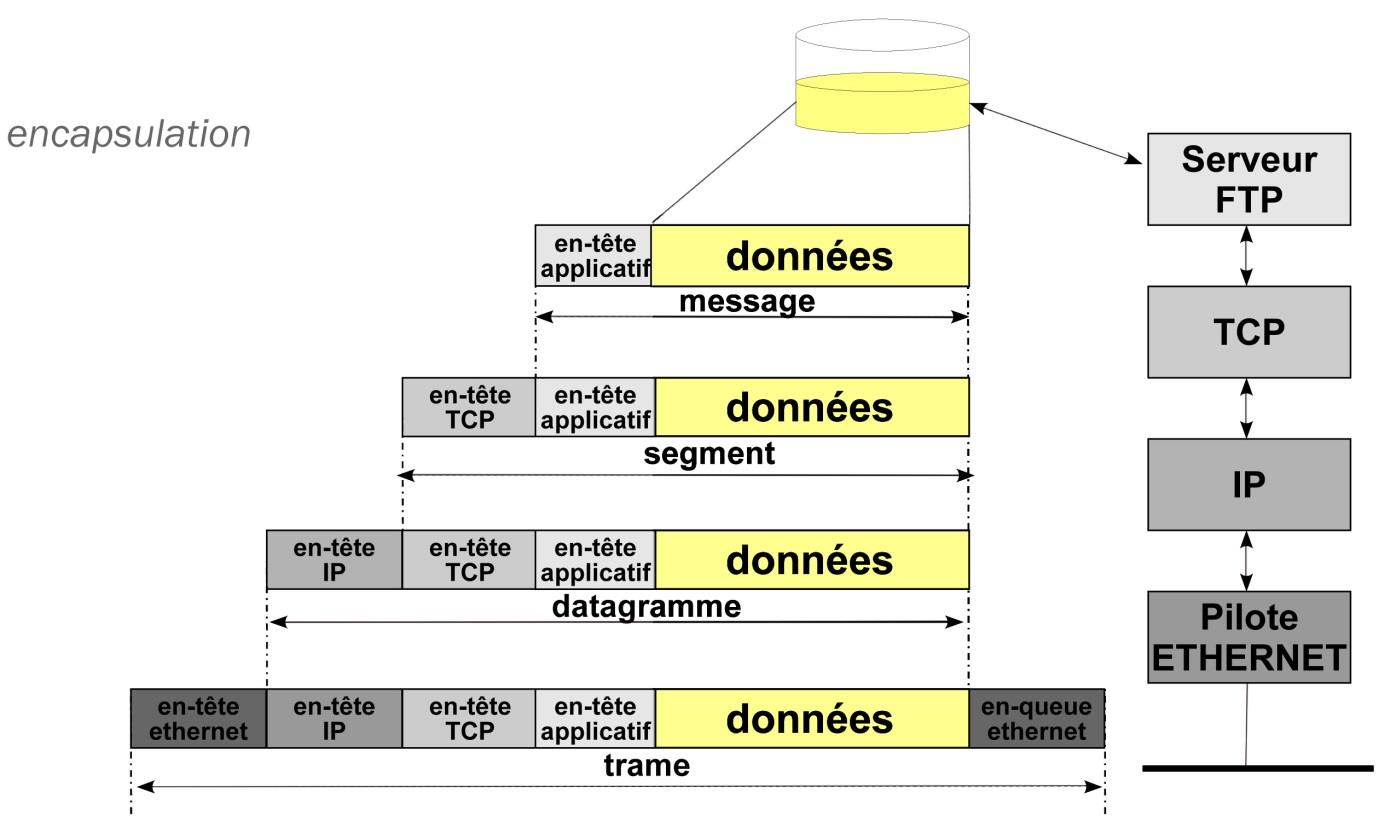 encapsulation
Serveur
FTP
en-tête
applicatif
données
message
TCP
en-tête
TCP
en-tête
applicatif
données
segment
IP
en-tête
IP
en-tête
TCP
en-tête
applicatif
données
datagramme
Pilote
ETHERNET
en-tête
ethernet
en-tête
IP
en-tête
TCP
en-tête
applicatif
données
en-queue
ethernet
trame